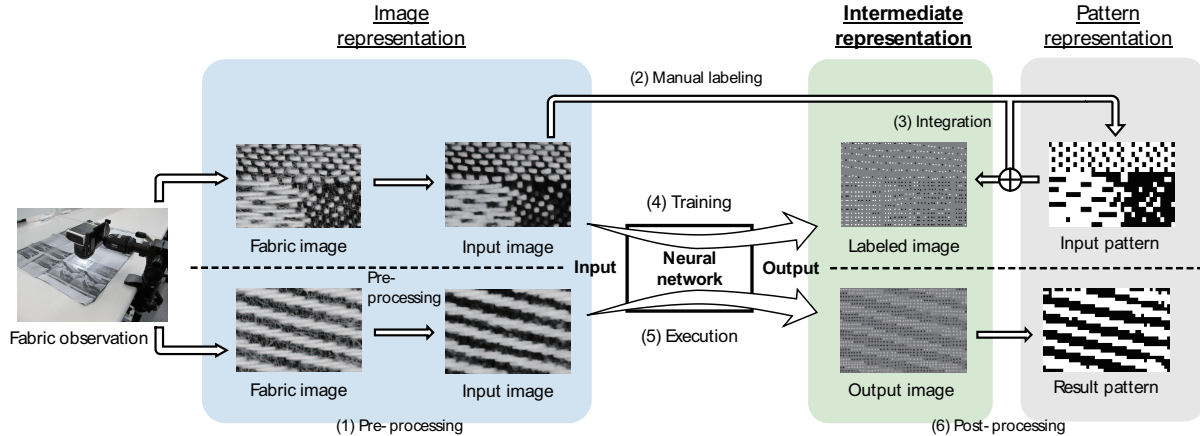 Image
representation
Intermediate
representation
Pattern
representation
(2) Manual labeling
(3) Integration
(4) Training
Fabric image
Input image
Labeled image
Input pattern
Input
Neural
network
Output
Pre-
processing
Fabric observation
(5) Execution
Fabric image
Input image
Output image
Result pattern
(1) Pre- processing
(6) Post- processing